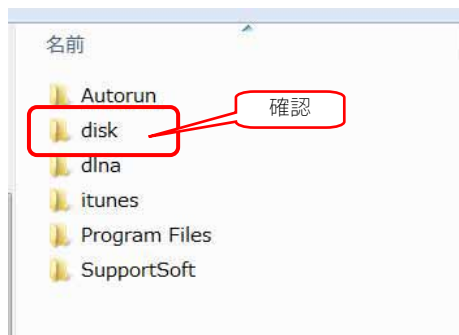 名前
Autorun
確認
disk
dlna
itunes
Program Files
SupportSoft